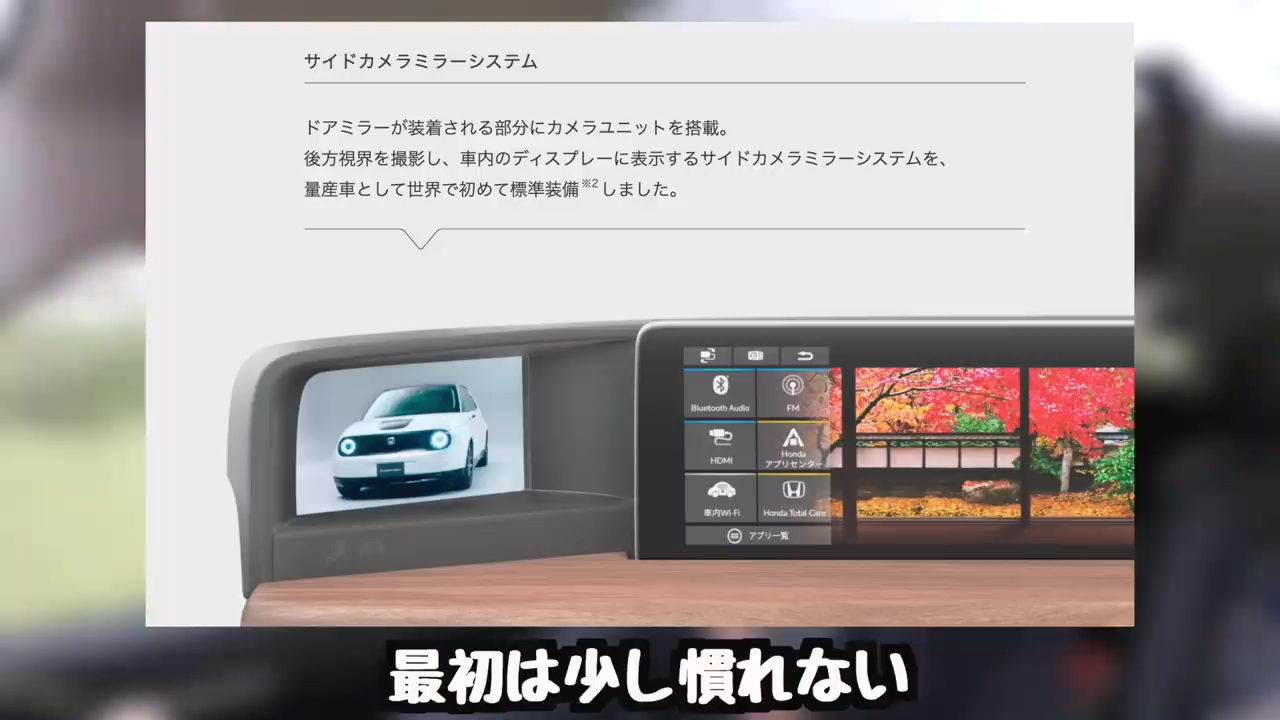 サイドカメラミラーシステム
ドアミラーが装着される部分にカメラユニットを搭載。
後方視界を撮影し、車内のディスプレーに表示するサイドカメラミラーシステムを、
量産車として世界で初めて標準装備※2しました。
Bluetooth Audio
FM
HDMI
Honda
アプリセンター
車内Wi-Fi
Honda Total Care
アプリ一覧
最初は少し慣れない